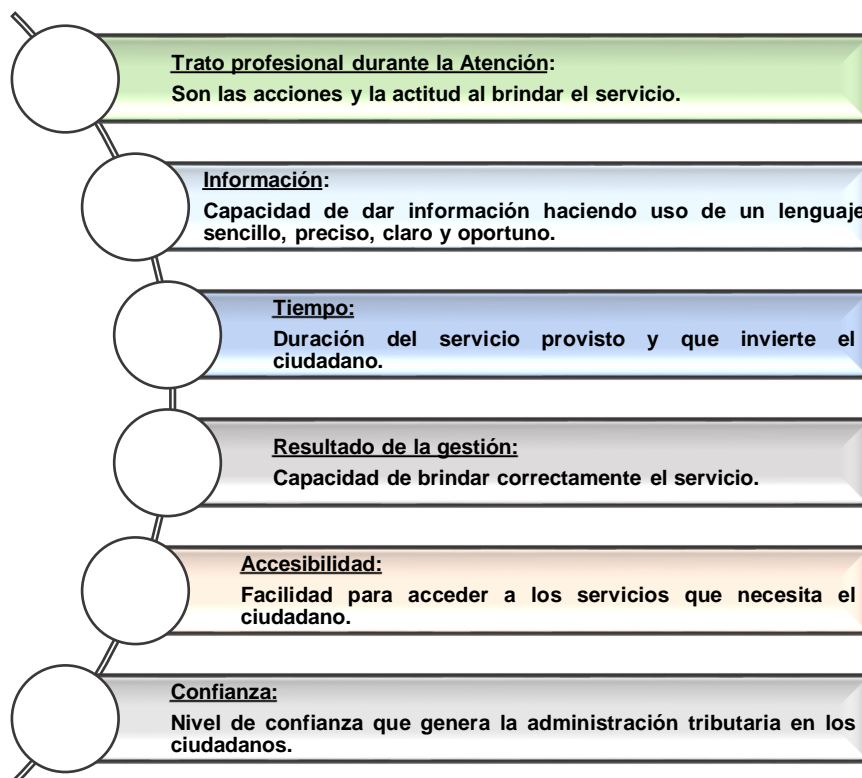 Trato profesional durante la Atención:
Son las acciones y la actitud al brindar el servicio.
Información:
Capacidad de dar información haciendo uso de un lenguaje
sencillo, preciso, claro y oportuno.
Tiempo:
Duración del servicio provisto y que invierte el
ciudadano.
Resultado de la gestión:
Capacidad de brindar correctamente el servicio.
Accesibilidad:
Facilidad para acceder a los servicios que necesita el
ciudadano.
Confianza:
Nivel de confianza que genera la administración tributaria en los
ciudadanos.